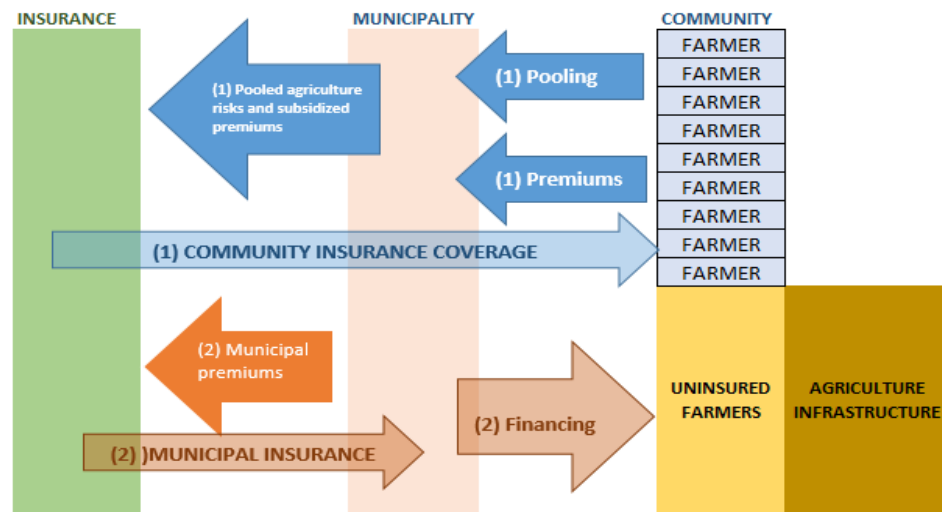 INSURANCE
MUNICIPALITY
COMMUNITY
FARMER
FARMER
FARMER
FARMER
FARMER
FARMER
FARMER
FARMER
FARMER
(1) Pooling
(1) Pooled agriculture
risks and subsidized
premiums
(1) Premiums
(1) COMMUNITY INSURANCE COVERAGE
(2) Municipal
premiums
(2) Financing
(2) )MUNICIPAL INSURANCE
UNINSURED
FARMERS
AGRICULTURE
INFRASTRUCTURE